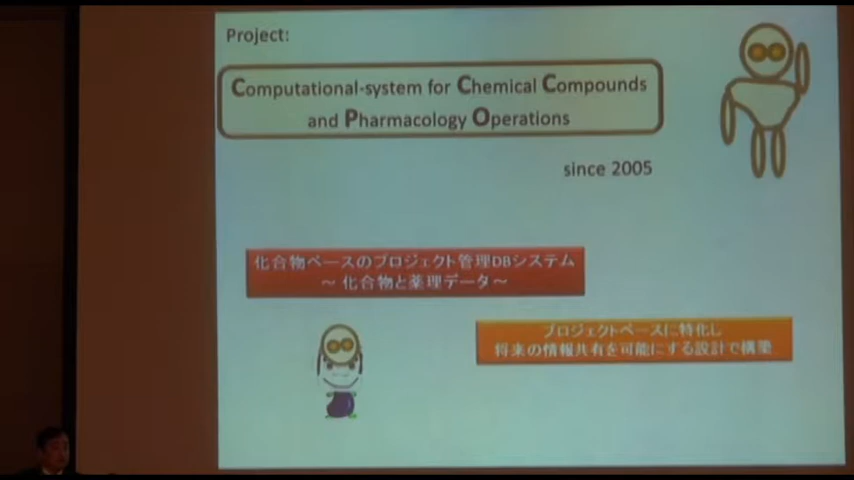 Project:
Computational-system for Chemical Compounds
and Pharmacology Operations
since 2005
化合物ベースのプロジェクト管理DBシステム
～ 化合物と薬理データ～
プロジェクトベースに特化し
将来の情報共有を可能にする設計で構築